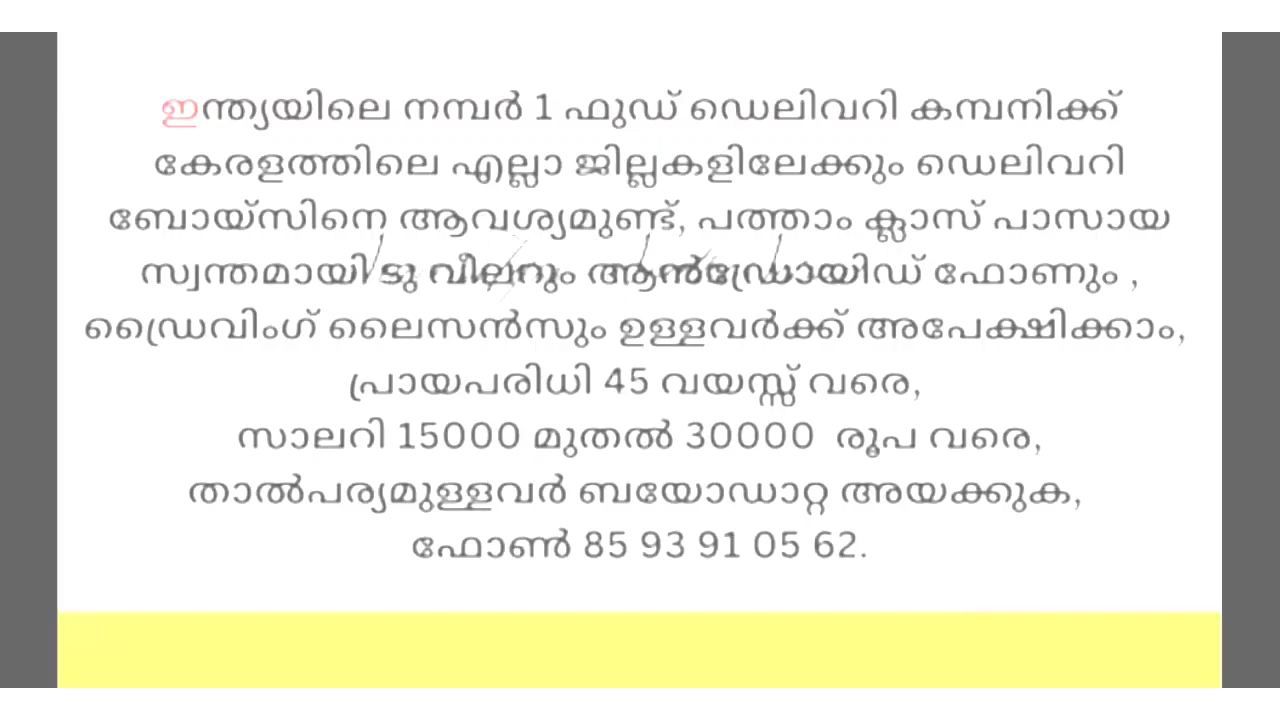 ഇന്ത്യയിലെ നമ്പർ 1 ഫുഡ് ഡെലിവറി കമ്പനിക്ക്
കേരളത്തിലെ എല്ലാ ജില്ലകളിലേക്കും ഡെലിവറി
ബോയ്സിനെ ആവശ്യമുണ്ട്, പത്താം ക്ലാസ് പാസായ
സ്വന്തമായി ടു വീലറും ആൻഡ്രോയിഡ് ഫോണും ,
ഡ്രൈവിംഗ് ലൈസൻസും ഉള്ളവർക്ക് അപേക്ഷിക്കാം,
പ്രായപരിധി 45 വയസ്സ് വരെ,
സാലറി 15000 മുതൽ 30000 രൂപ വരെ,
താൽപര്യമുള്ളവർ ബയോഡാറ്റ അയക്കുക,
ഫോൺ 85 93 91 05 62.